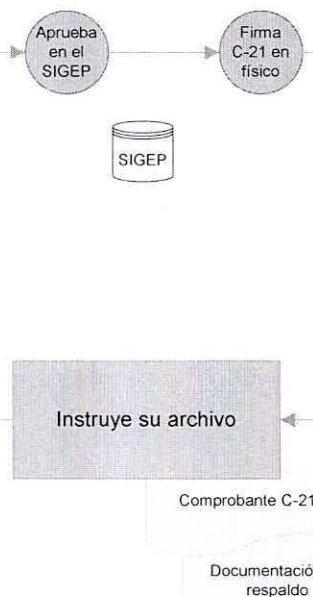 Aprueba
en el
SIGEP
Firma
C-21 en
físico
SIGEP
Instruye su archivo
Comprobante C-21
Documentació
respaldo